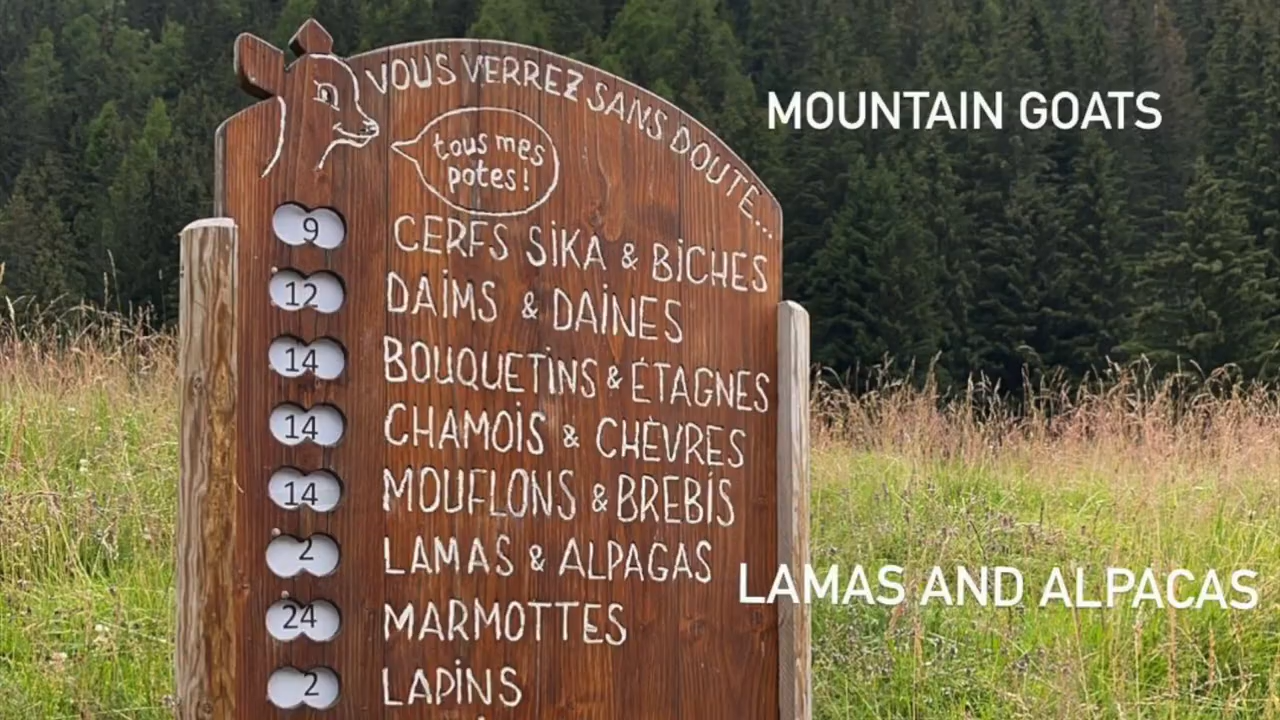 VOUS VERREZ SANS DOUTE...
tous mes
potes!
MOUNTAIN GOATS
9 CERFS SIKA & BICHES
12 DAIMS & DAINES
14 BOUQUETINS & ÉTAGNES
14 CHAMOIS & CHÈVRES
14 MOUFLONS & BREBIS
2 LAMAS & ALPAGAS
LAMAS AND ALPACAS
24 MARMOTTES
2 LAPINS